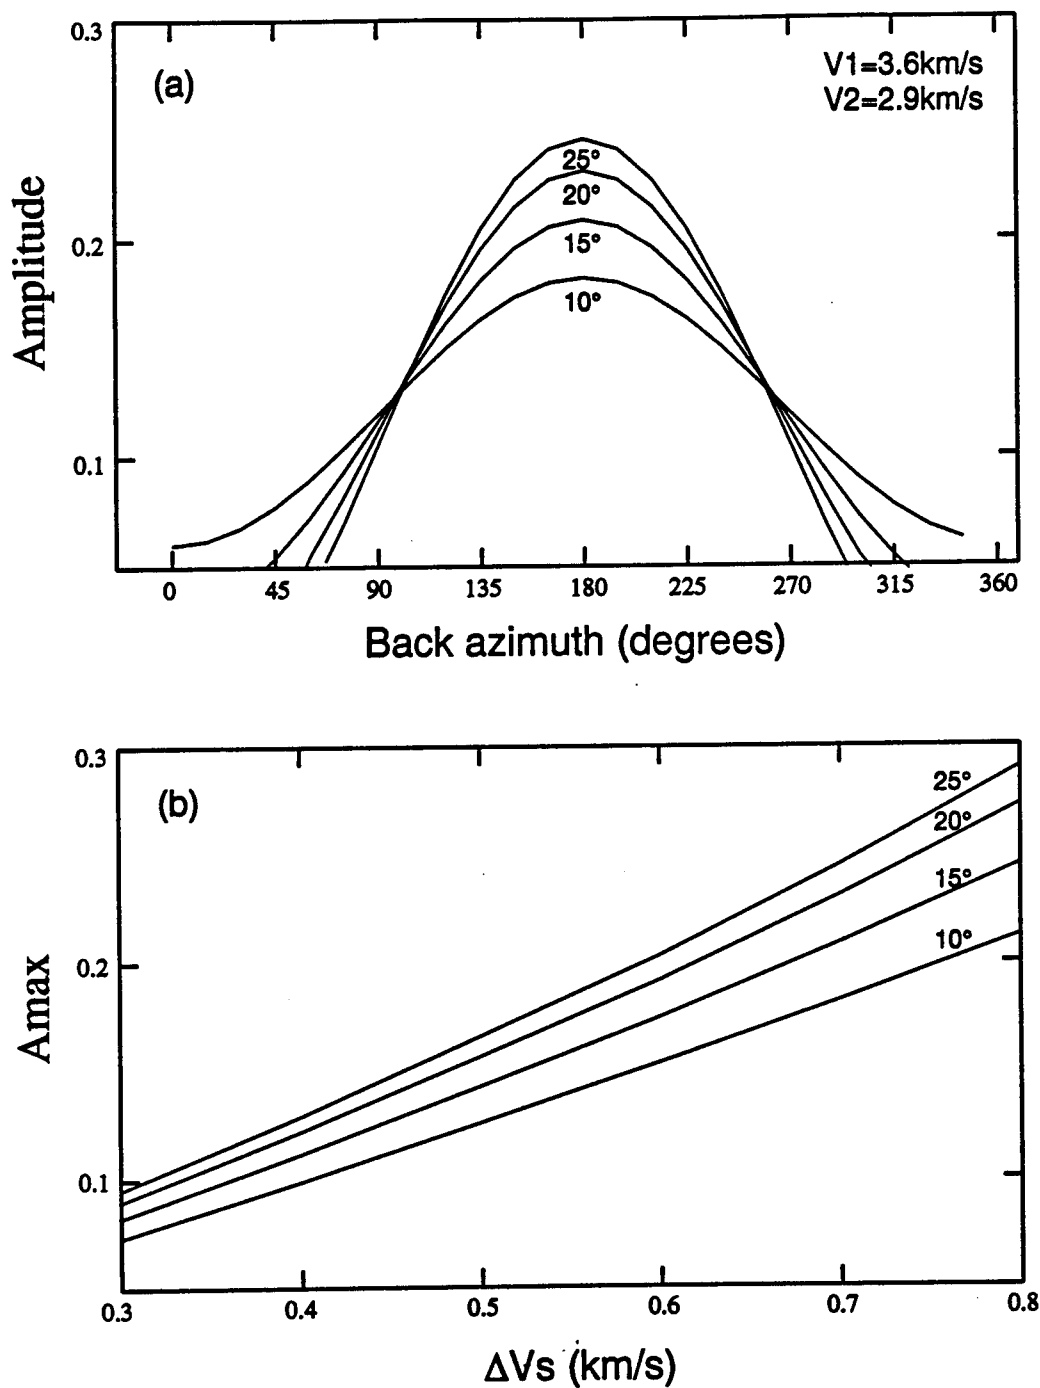 0.3
(a)
V1=3.6km/s
V2=2.9km/s
25°
20°
15°
10°
0.2
0.1
Amplitude
0 45 90 135 180 225 270 315 360
Back azimuth (degrees)
0.3
(b)
25°
20°
15°
10°
0.2
0.1
Amax
0.3 0.4 0.5 0.6 0.7 0.8
ΔVs (km/s)